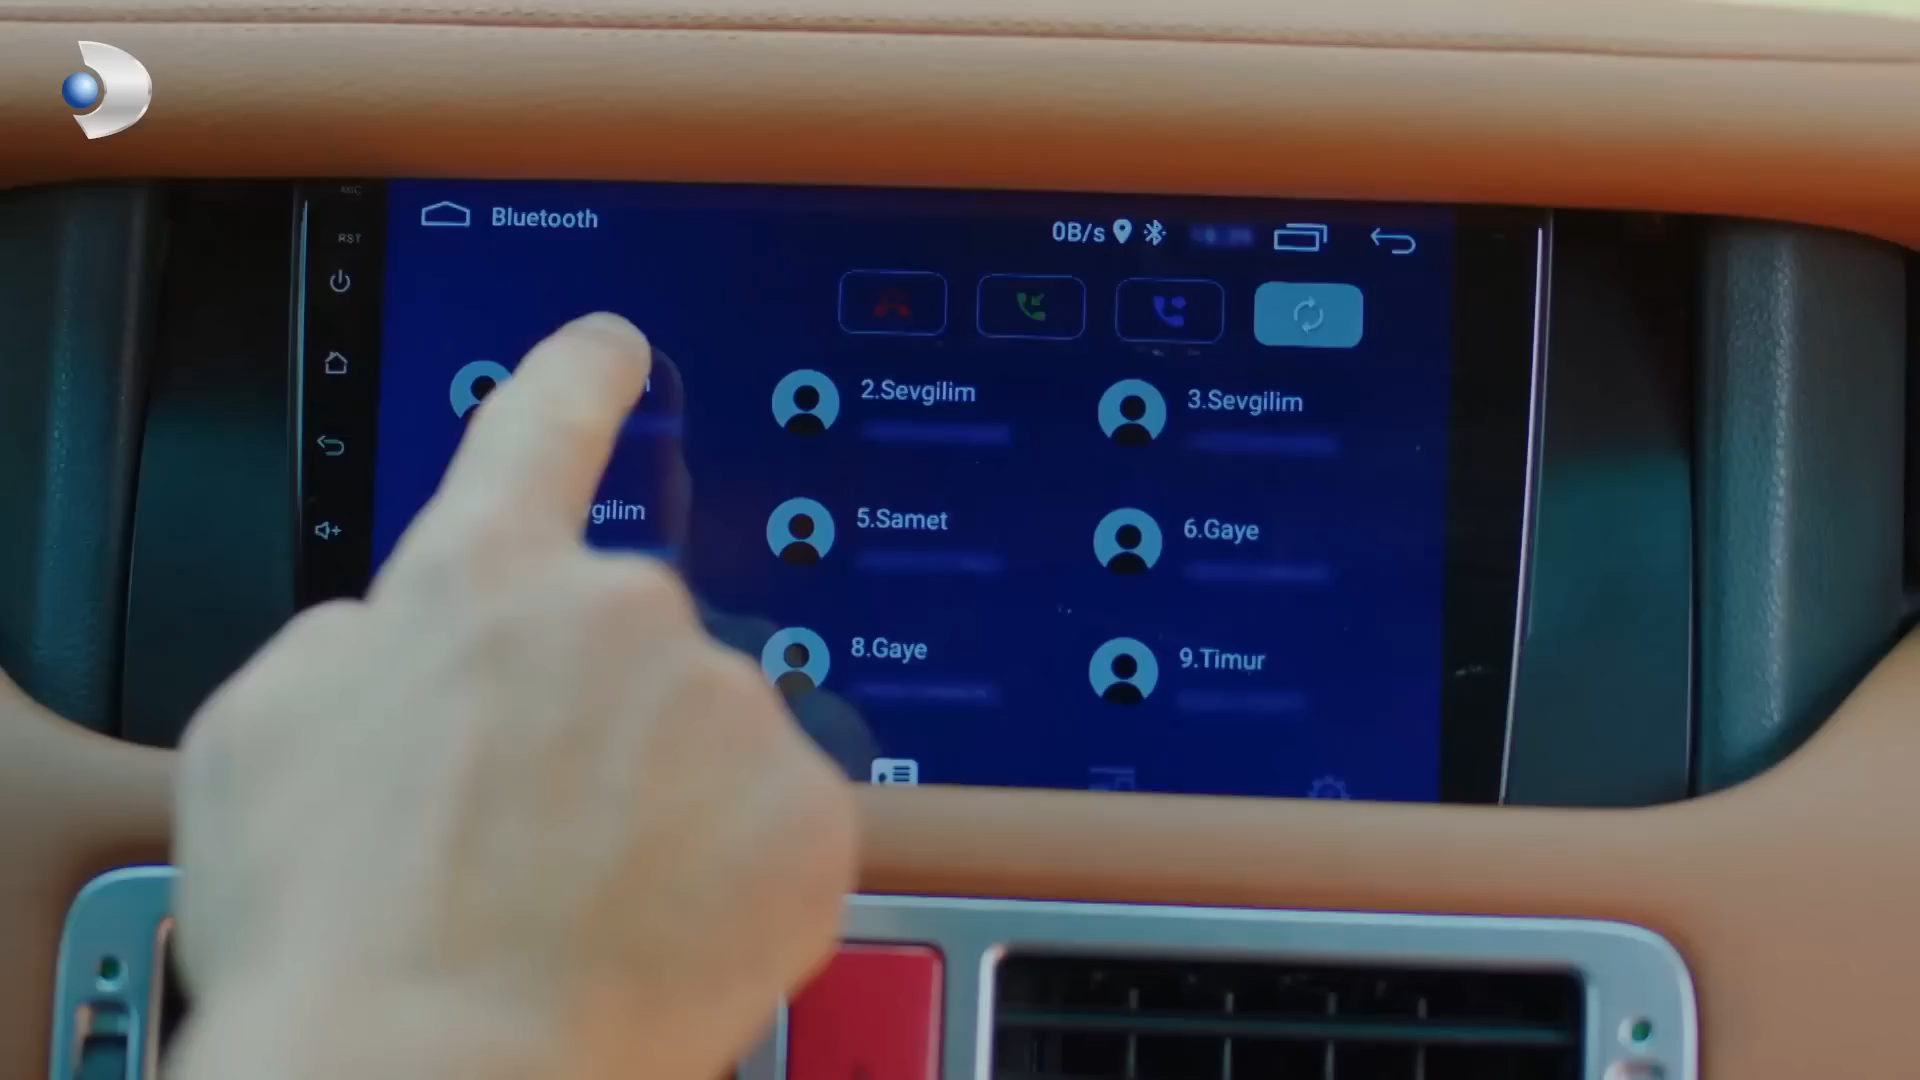 Bluetooth
0B/s
RST
2.Sevgilim
3.Sevgilim
gilim
5.Samet
6.Gaye
8.Gaye
9.Timur